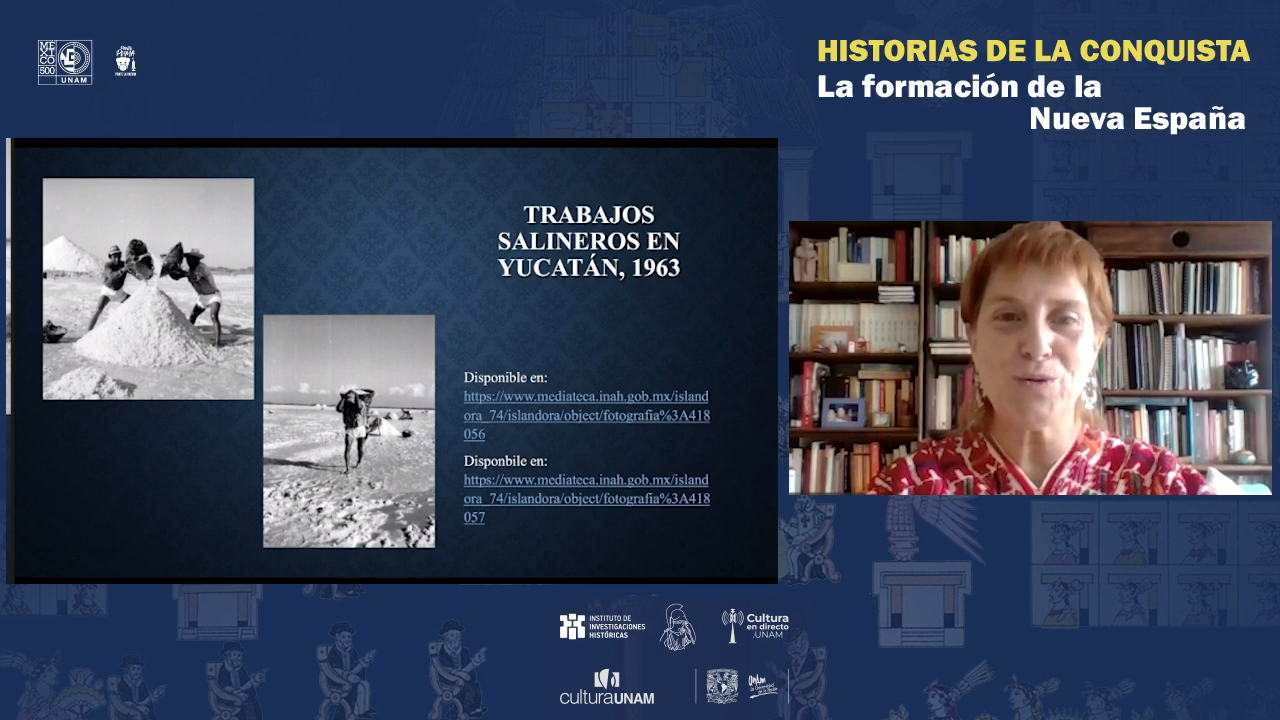 MÉXICO 500
UNAM
HISTORIAS DE LA CONQUISTA
La formación de la
Nueva España
TRABAJOS
SALINEROS EN
YUCATÁN, 1963
Disponible en:
https://www.mediateca.inah.gob.mx/island
ora_74/islandora/object/fotografia%3A418
056
Disponbile en:
https://www.mediateca.inah.gob.mx/island
ora_74/islandora/object/fotografia%3A418
057
INSTITUTO DE
INVESTIGACIONES
HISTÓRICAS
Cultura
en directo
.UNAM
culturaUNAM